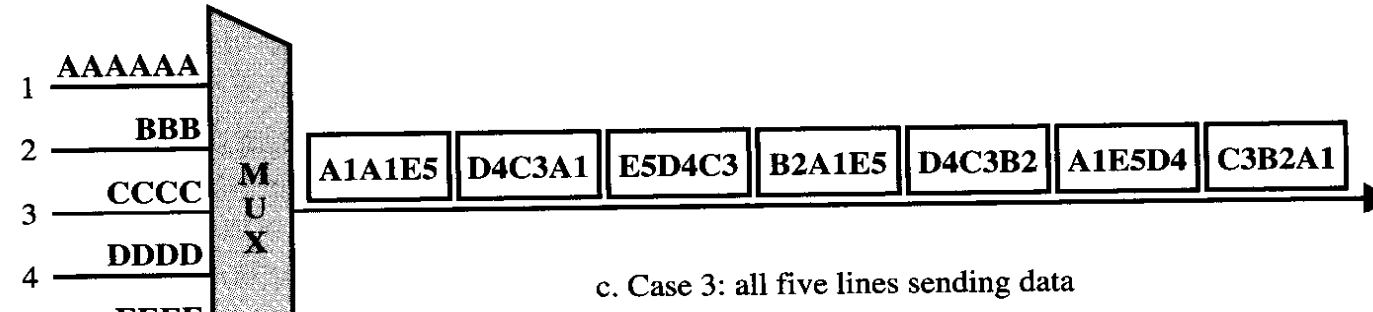 1 AAAAAA
2 BBB
3 CCCC
4 DDDD
MUX
A1A1E5 D4C3A1 E5D4C3 B2A1E5 D4C3B2 A1E5D4 C3B2A1
c. Case 3: all five lines sending data